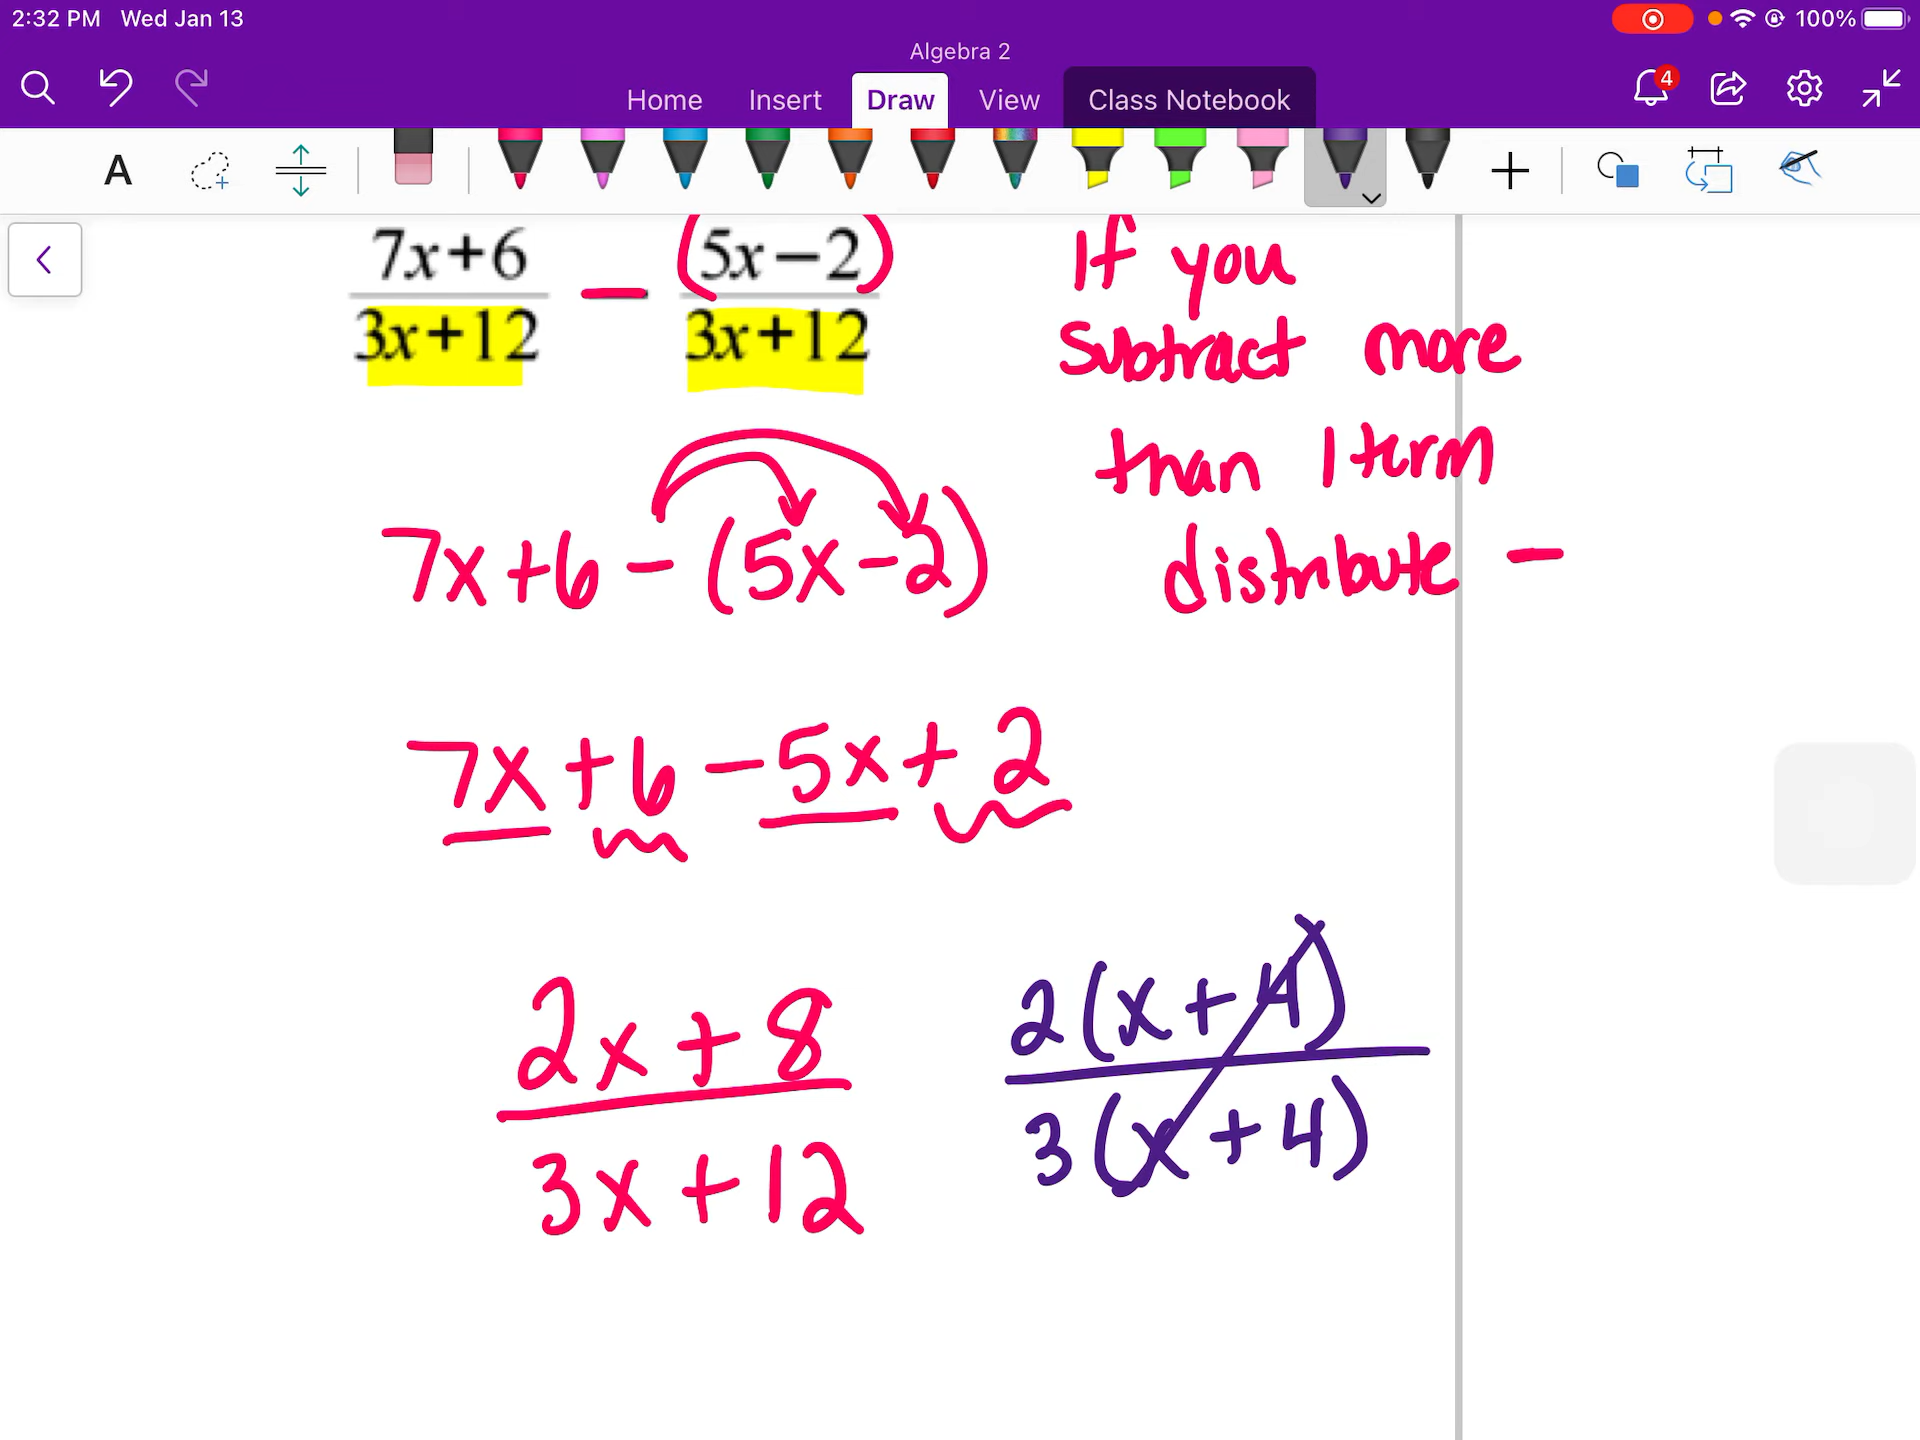 2:32 PM Wed Jan 13
100%
Algebra 2
4
Home Insert Draw View Class Notebook
A
7x+6 / 3x+12 − (5x−2) / 3x+12
If you
subtract more
than 1 term
distribute −
7x+6−(5x−2)
7x+6−5x+2
2x+8
3x+12
2(x+4)
3(x+4)